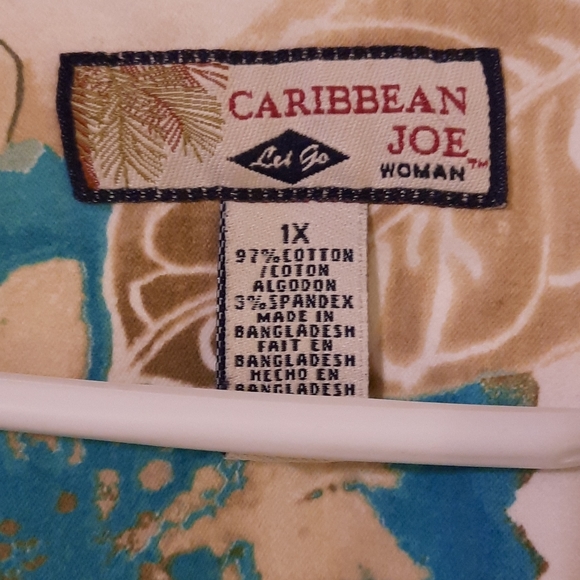 CARIBBEAN
JOE
Let Go
WOMAN™
1X
97% COTTON
/COTON
ALGODON
3% SPANDEX
MADE IN
BANGLADESH
FAIT EN
BANGLADESH
HECHO EN
BANGLADESH